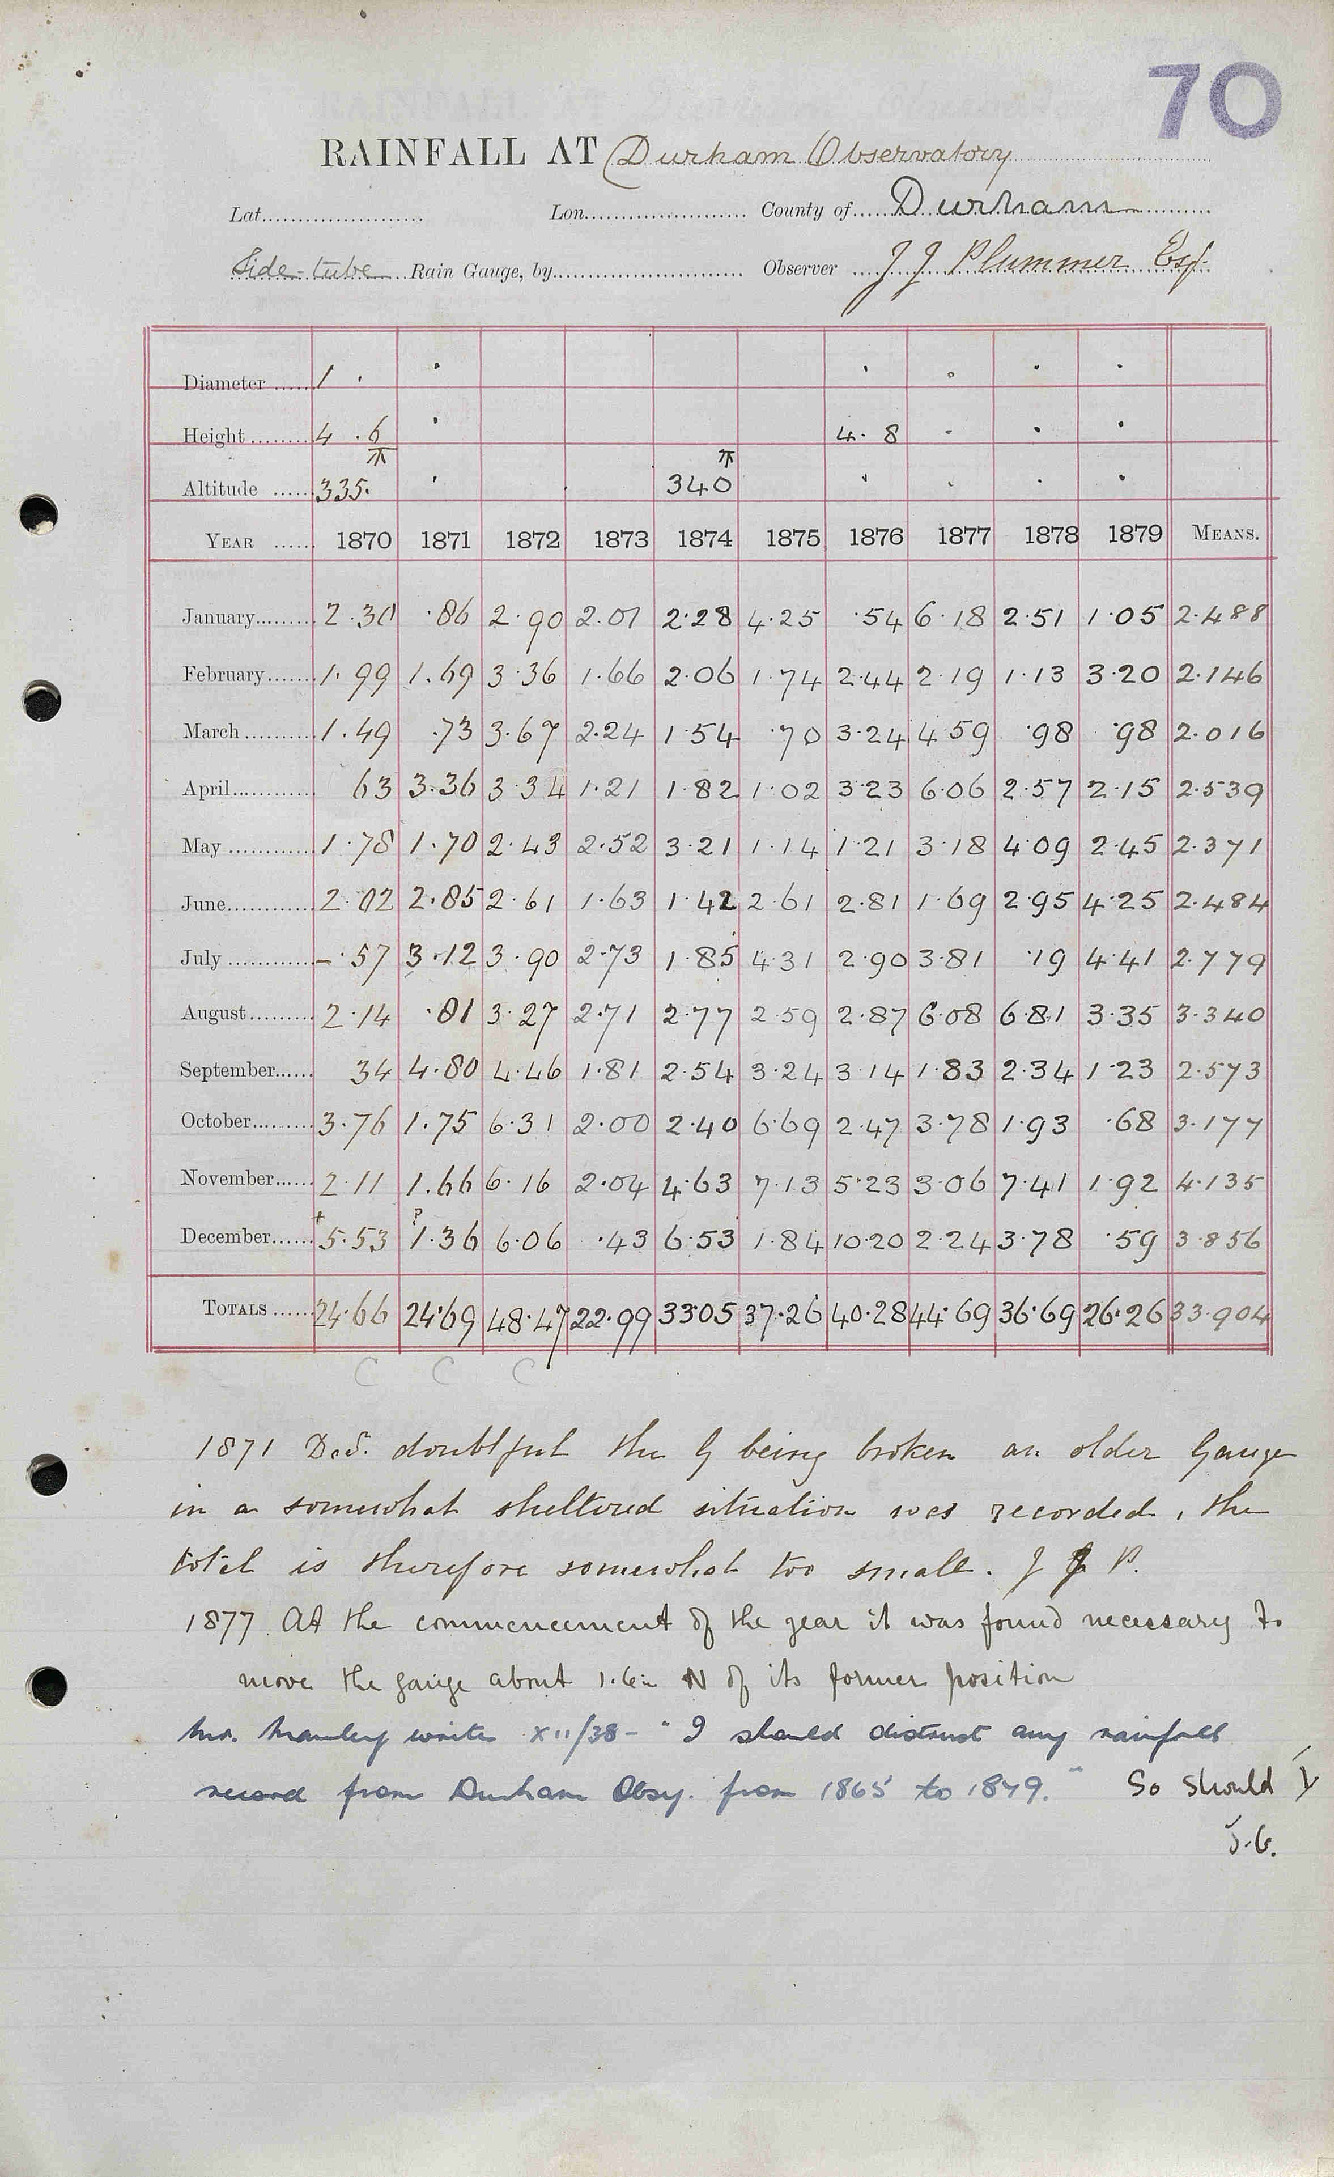 70
RAINFALL AT Durham Observatory
Lat. Lon. County of Durham
Side-tube Rain Gauge, by Observer J J Plummer Esq.
Diameter 1 .
Height 4 . 6 4 . 8
Altitude 335. 340
YEAR 1870 1871 1872 1873 1874 1875 1876 1877 1878 1879 MEANS.
January 2.30 .86 2.90 2.01 2.28 4.25 .54 6.18 2.51 1.05 2.488
February 1.99 1.69 3.36 1.66 2.06 1.74 2.44 2.19 1.13 3.20 2.146
March 1.49 .73 3.67 2.24 1.54 .70 3.24 4.59 .98 .98 2.016
April 63 3.36 3.34 1.21 1.82 1.02 3.23 6.06 2.57 2.15 2.539
May 1.78 1.70 2.43 2.52 3.21 1.14 1.21 3.18 4.09 2.45 2.371
June 2.02 2.85 2.61 1.63 1.42 2.61 2.81 1.69 2.95 4.25 2.484
July -.57 3.12 3.90 2.73 1.85 4.31 2.90 3.81 .19 4.41 2.779
August 2.14 .81 3.27 2.71 2.77 2.59 2.87 6.08 6.81 3.35 3.340
September 34 4.80 4.46 1.81 2.54 3.24 3.14 1.83 2.34 1.23 2.573
October 3.76 1.75 6.31 2.00 2.40 6.69 2.47 3.78 1.93 .68 3.177
November 2.11 1.66 6.16 2.04 4.63 7.13 5.23 3.06 7.41 1.92 4.135
December + 5.53 ? 1.36 6.06 .43 6.53 1.84 10.20 2.24 3.78 .59 3.856
TOTALS 24.66 24.69 48.47 22.99 33.05 37.26 40.28 44.69 36.69 26.26 33.904
C C C
1871 Dec. doubtful the G being broken an older Gauge
in a somewhat sheltered situation was recorded, the
total is therefore somewhat too small. J J P.
1877 At the commencement of the year it was found necessary to
move the gauge about N of its former position
Mr. Manley writes XII/38 - "I should distrust any rainfall
record from Durham Obsy. from 1865 to 1879." So should I
J.G.